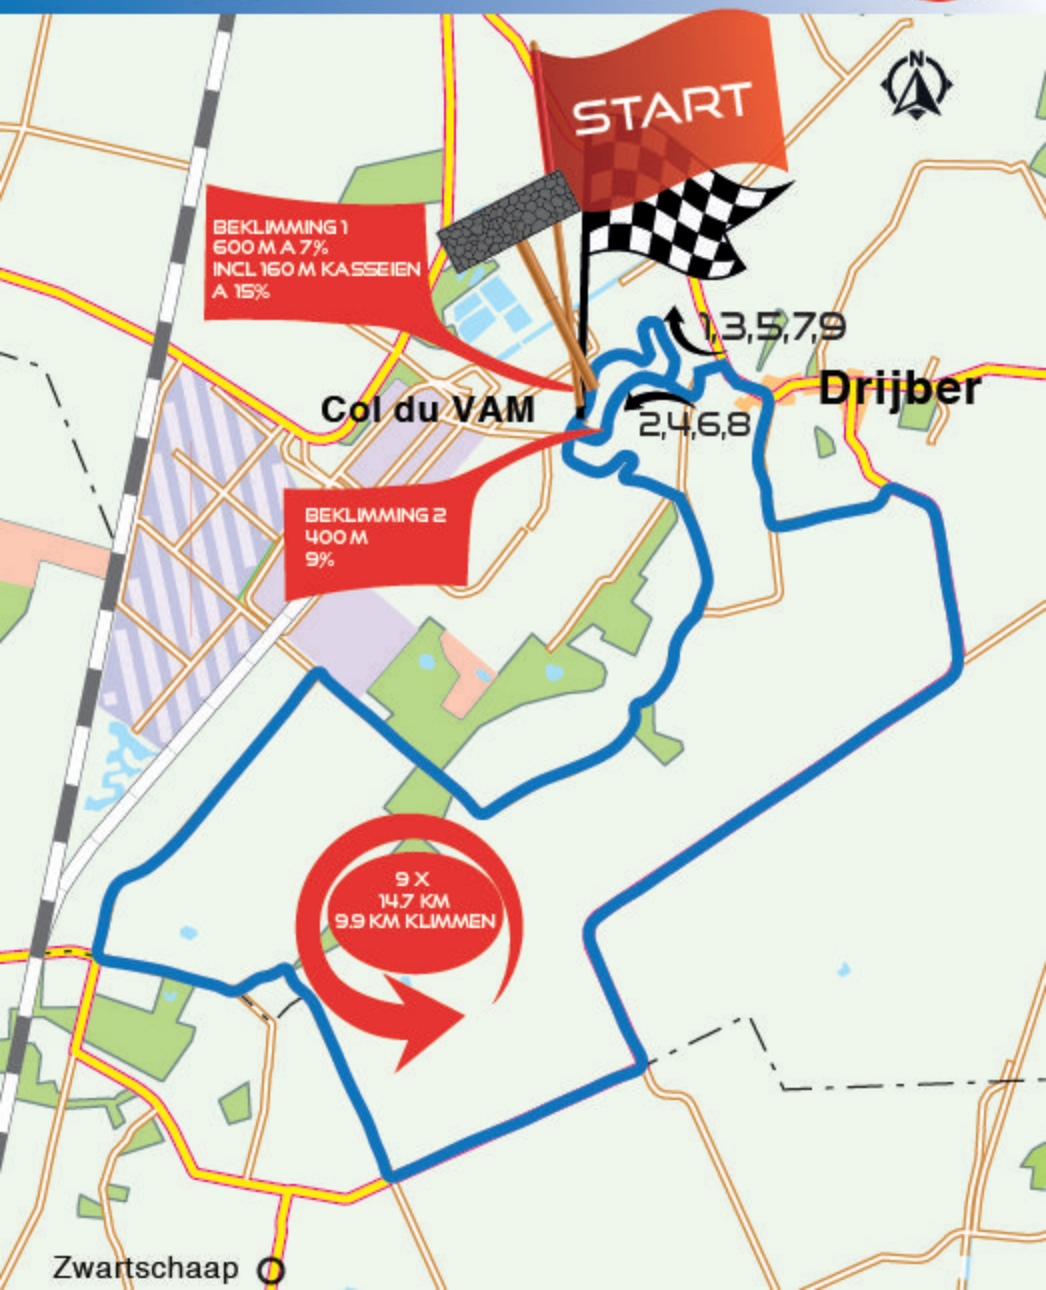 N
START
BEKLIMMING 1
600 M A 7%
INCL 160 M KASSEIEN
A 15%
1,3,5,7,9
Drijber
Col du VAM
2,4,6,8
BEKLIMMING 2
400 M
9%
9 X
14.7 KM
9.9 KM KLIMMEN
Zwartschaap